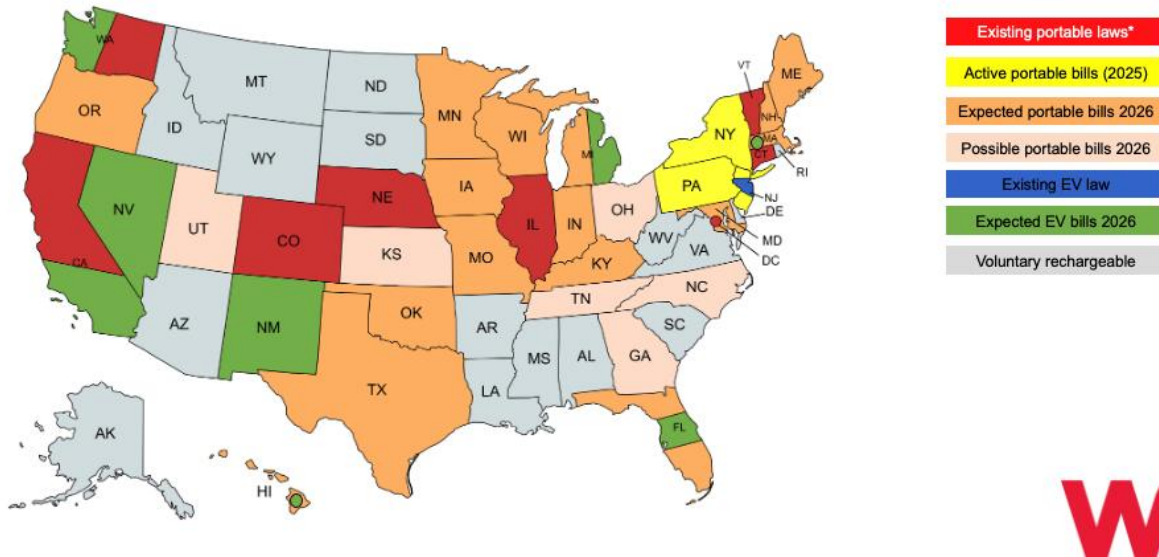 WA
MT
ND
MN
VT
ME
OR
ID
SD
WI
MI
NY
NH
MA
CT
RI
WY
IA
PA
NJ
NV
NE
IL
IN
OH
DE
UT
CO
KS
MO
KY
WV
VA
MD
DC
CA
AZ
NM
OK
AR
TN
NC
SC
MS
AL
GA
TX
LA
FL
AK
HI
Existing portable laws*
Active portable bills (2025)
Expected portable bills 2026
Possible portable bills 2026
Existing EV law
Expected EV bills 2026
Voluntary rechargeable
W